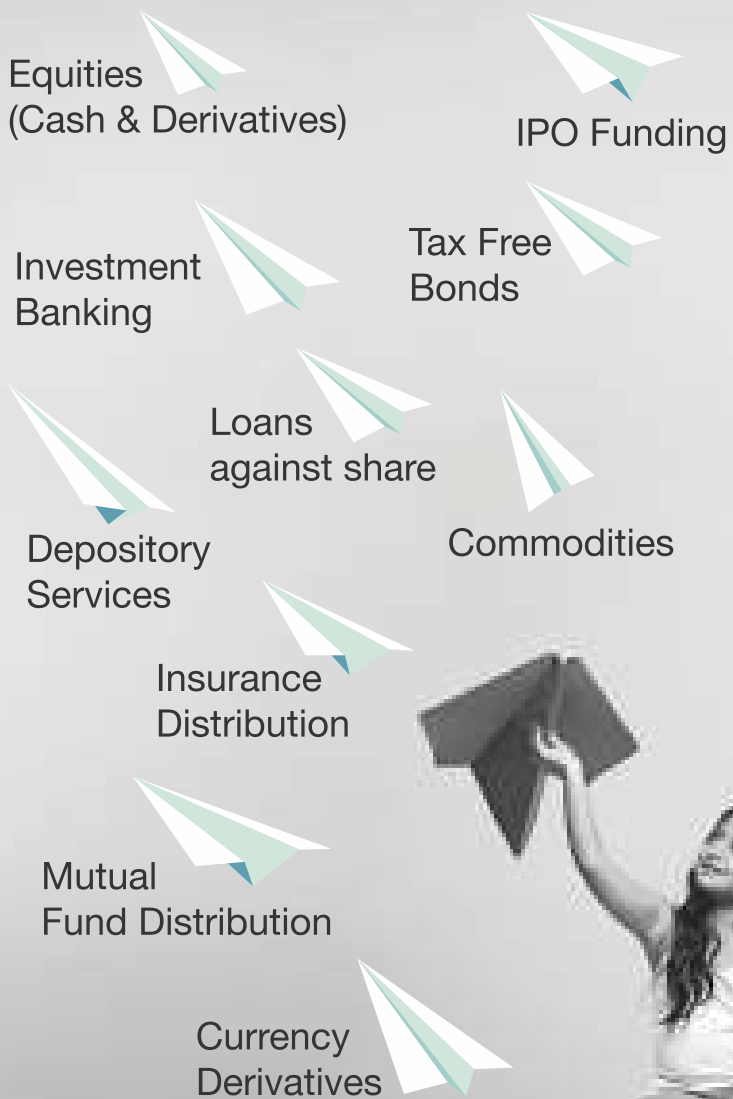 Equities
(Cash & Derivatives)
IPO Funding
Tax Free
Bonds
Investment
Banking
Loans
against share
Depository
Services
Commodities
Insurance
Distribution
Mutual
Fund Distribution
Currency
Derivatives